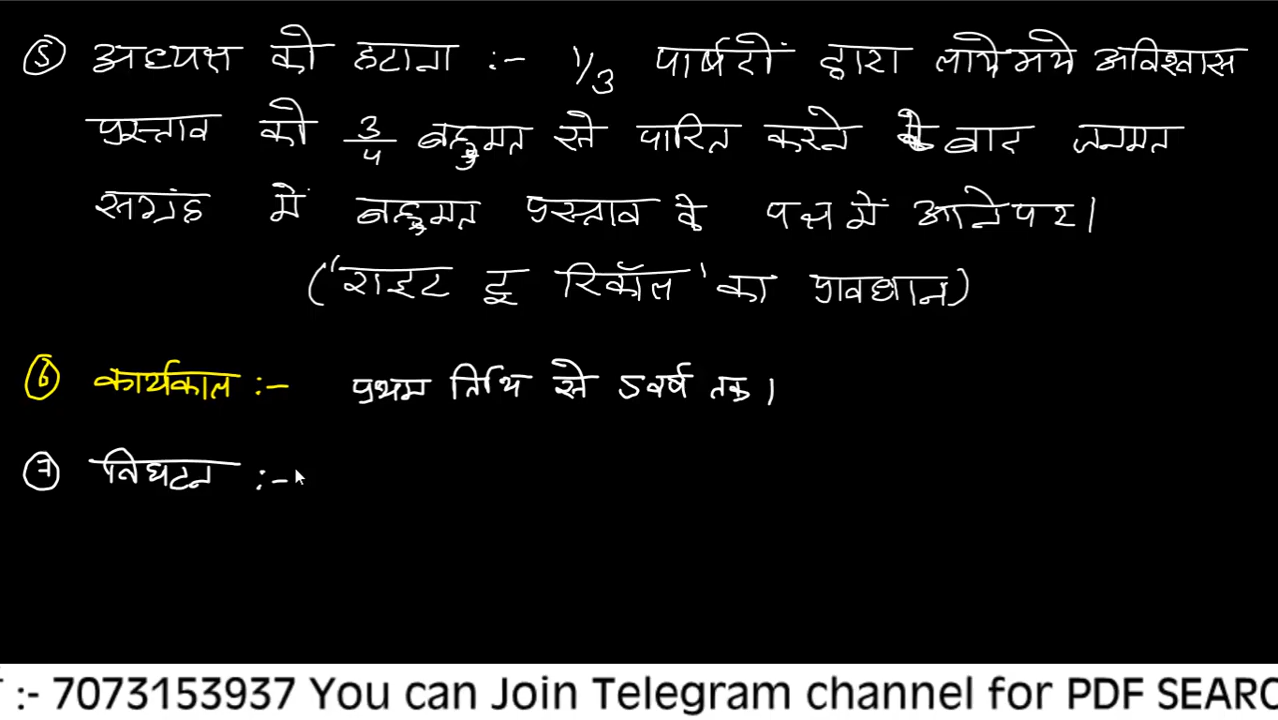 ⑤ अध्यक्ष को हटाना :- 1/3 पार्षदों द्वारा लाये गये अविश्वास
प्रस्ताव को 3/4 बहुमत से पारित करने के बाद जनमत
संग्रह में बहुमत प्रस्ताव के पक्ष में आने पर।
('राइट टू रिकॉल' का प्रावधान)
⑥ कार्यकाल :- प्रथम तिथि से 5 वर्ष तक।
⑦ विघटन :-
:- 7073153937 You can Join Telegram channel for PDF SEARC